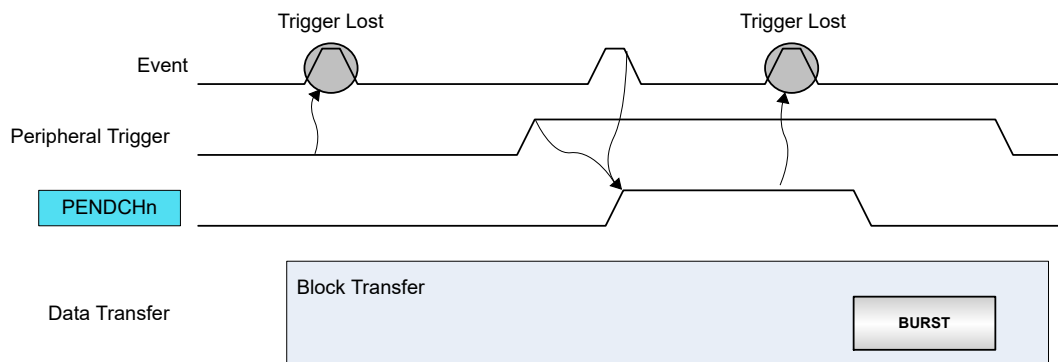 Trigger Lost
Trigger Lost
Event
Peripheral Trigger
PENDCHn
Block Transfer
Data Transfer
BURST